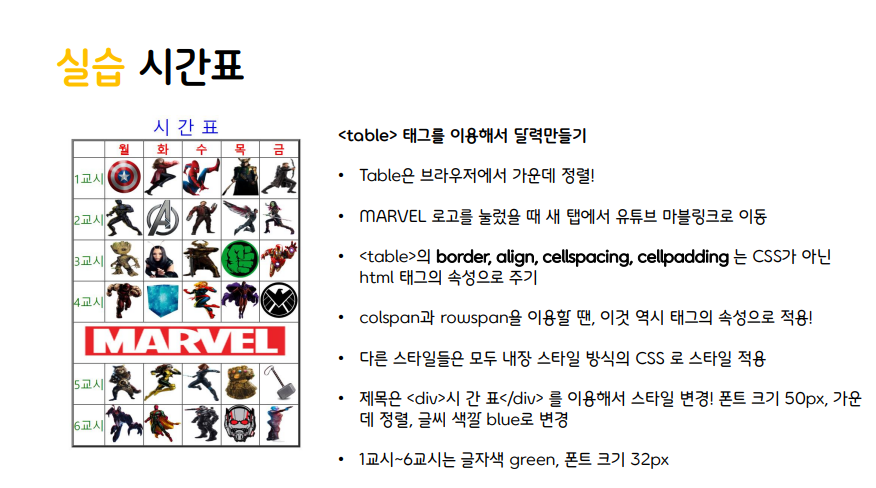 실습 시간표
시 간 표
월 화 수 목 금
1교시
2교시
3교시
4교시
MARVEL
5교시
6교시
<table> 태그를 이용해서 달력만들기
• Table은 브라우저에서 가운데 정렬!
• MARVEL 로고를 눌렀을 때 새 탭에서 유튜브 마블링크로 이동
• <table>의 border, align, cellspacing, cellpadding 는 CSS가 아닌
html 태그의 속성으로 주기
• colspan과 rowspan을 이용할 땐, 이것 역시 태그의 속성으로 적용!
• 다른 스타일들은 모두 내장 스타일 방식의 CSS 로 스타일 적용
• 제목은 <div>시 간 표</div> 를 이용해서 스타일 변경! 폰트 크기 50px, 가운
데 정렬, 글씨 색깔 blue로 변경
• 1교시~6교시는 글자색 green, 폰트 크기 32px